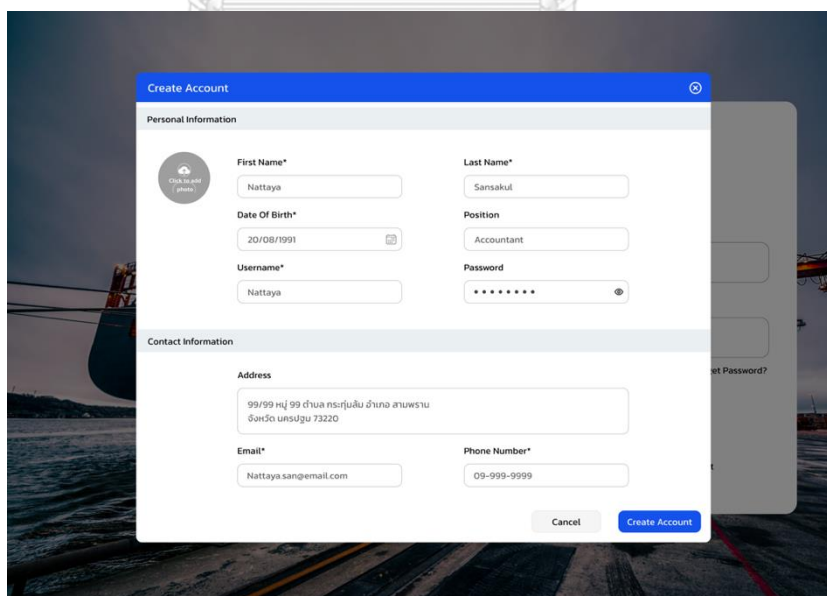 Create Account
Personal Information
Click to add
photo
First Name*
Last Name*
Nattaya
Sansakul
Date Of Birth*
Position
20/08/1991
Accountant
Username*
Password
Nattaya
Contact Information
et Password?
Address
99/99 หมู่ 99 ตำบล กระทุ่มล้ม อำเภอ สามพราน
จังหวัด นครปฐม 73220
Email*
Phone Number*
Nattaya.san@email.com
09-999-9999
Cancel
Create Account